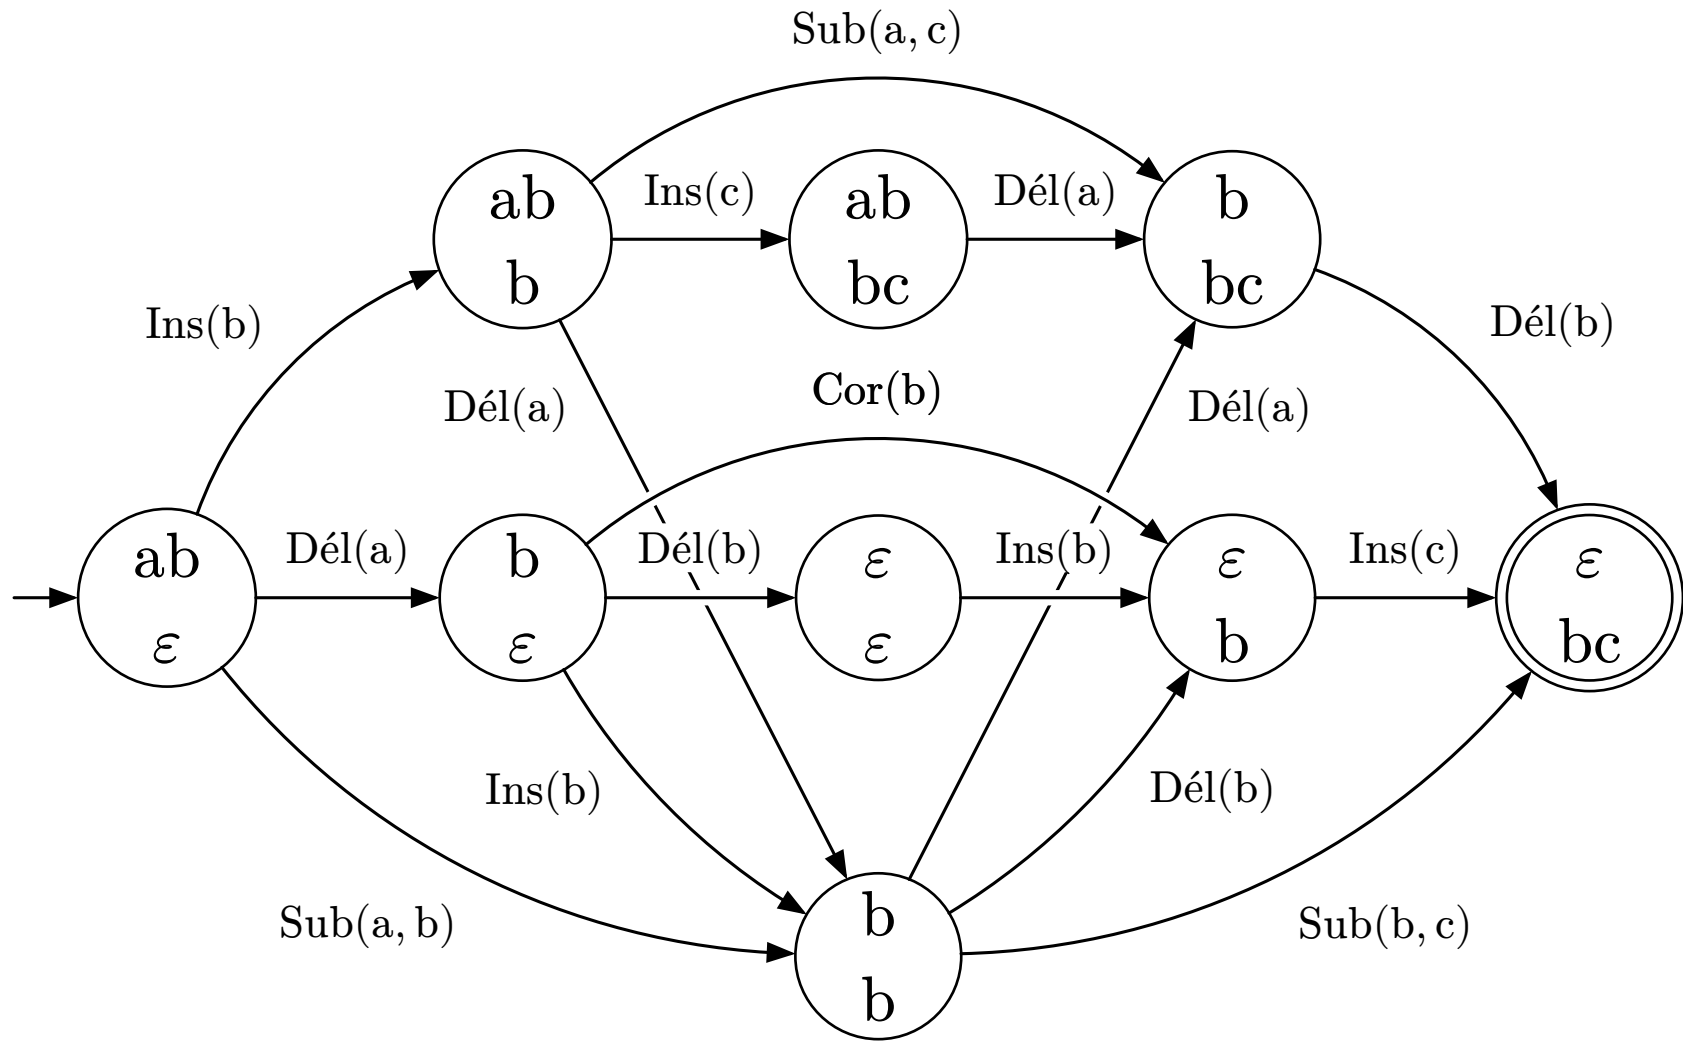 Sub(a, c)
ab
b
Ins(c)
ab
bc
Dél(a)
b
bc
Ins(b)
Dél(b)
Dél(a)
Cor(b)
Dél(a)
ab
ε
Dél(a)
b
ε
Dél(b)
ε
ε
Ins(b)
ε
b
Ins(c)
ε
bc
Ins(b)
Dél(b)
Sub(a, b)
b
b
Sub(b, c)